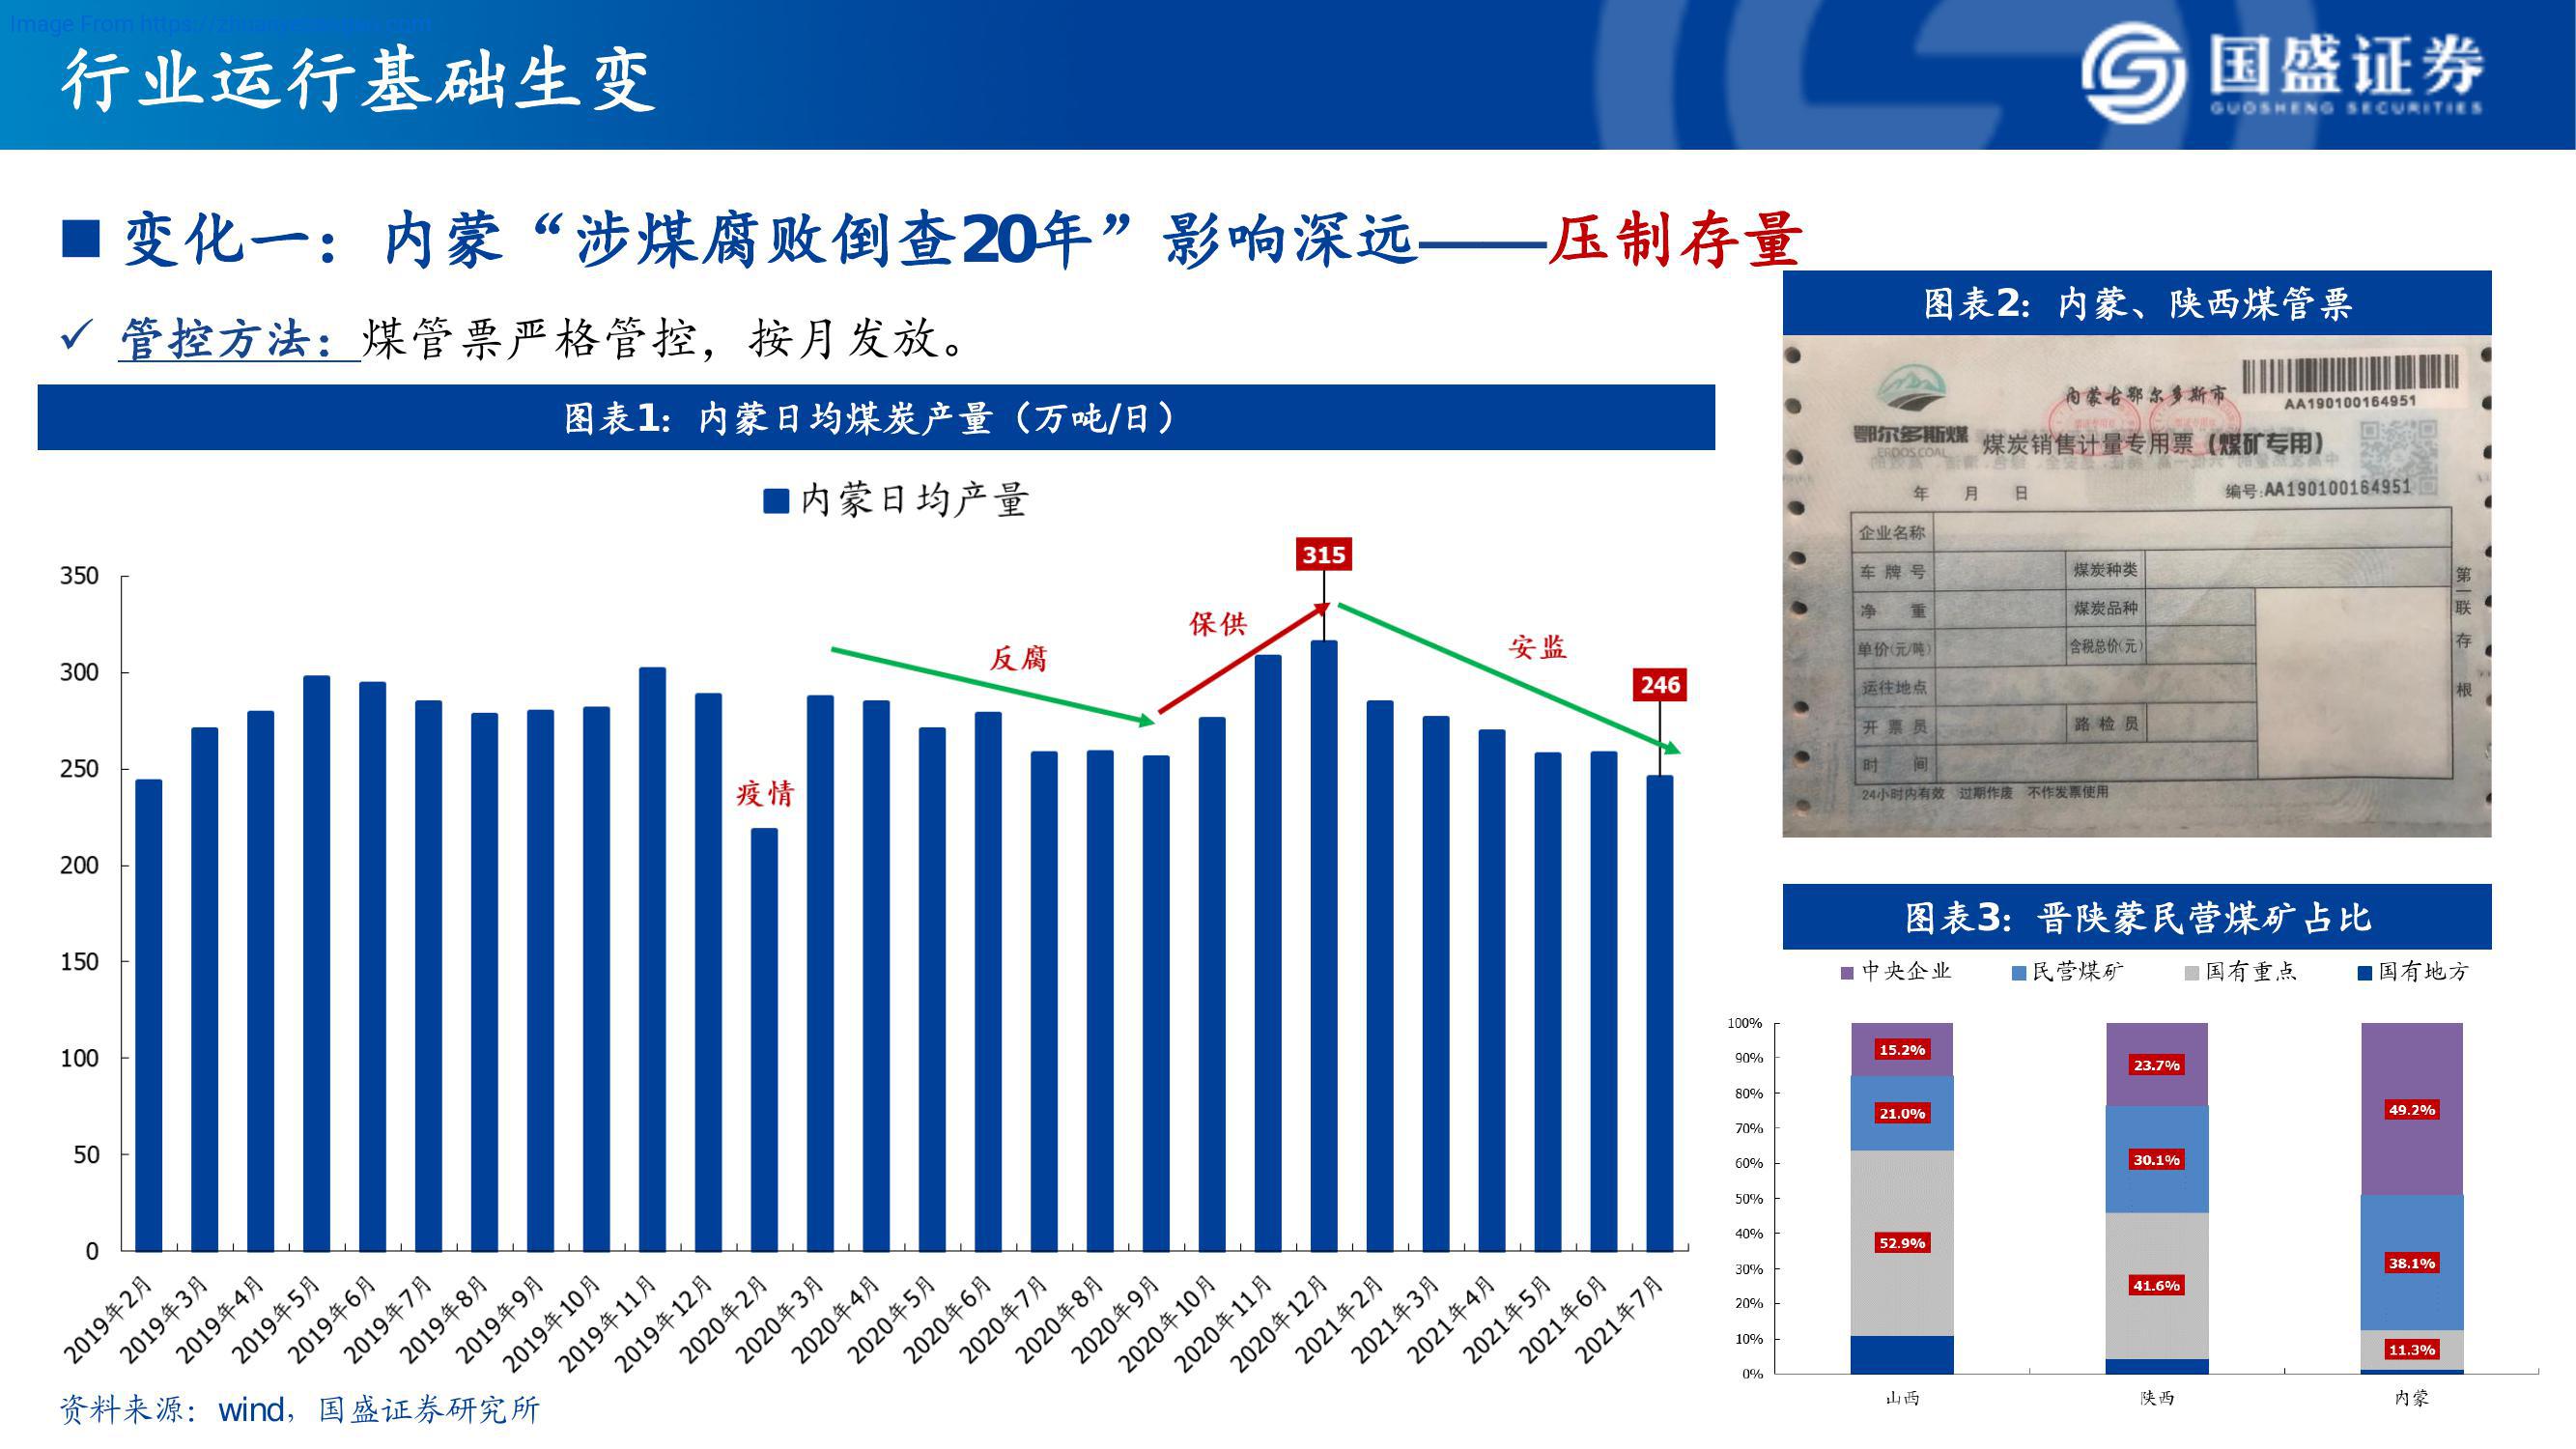 Image From https://zhuanlan.zhihu.com
行业运行基础生变
国盛证券
GUOSHENG SECURITIES
■ 变化一：内蒙“涉煤腐败倒查20年”影响深远——压制存量
✓ 管控方法：煤管票严格管控，按月发放。
图表1：内蒙日均煤炭产量（万吨/日）
内蒙日均产量
350
300
250
200
150
100
50
0
疫情
反腐
保供
315
安监
246
2019年2月
2019年3月
2019年4月
2019年5月
2019年6月
2019年7月
2019年8月
2019年9月
2019年10月
2019年11月
2019年12月
2020年2月
2020年3月
2020年4月
2020年5月
2020年6月
2020年7月
2020年8月
2020年9月
2020年10月
2020年11月
2020年12月
2021年2月
2021年3月
2021年4月
2021年5月
2021年6月
2021年7月
图表2：内蒙、陕西煤管票
内蒙古鄂尔多斯市
AA190100164951
鄂尔多斯煤
ERDOS COAL
煤炭销售计量专用票（煤矿专用）
年 月 日
编号:AA190100164951
企业名称
车牌号 煤炭种类
净重 煤炭品种
单价(元/吨) 含税总价(元)
运往地点
开票员 路检员
时间
第一联存根
24小时内有效 过期作废 不作发票使用
图表3：晋陕蒙民营煤矿占比
中央企业 民营煤矿 国有重点 国有地方
100%
90%
80%
70%
60%
50%
40%
30%
20%
10%
0%
15.2%
21.0%
52.9%
23.7%
30.1%
41.6%
49.2%
38.1%
11.3%
山西 陕西 内蒙
资料来源：wind，国盛证券研究所